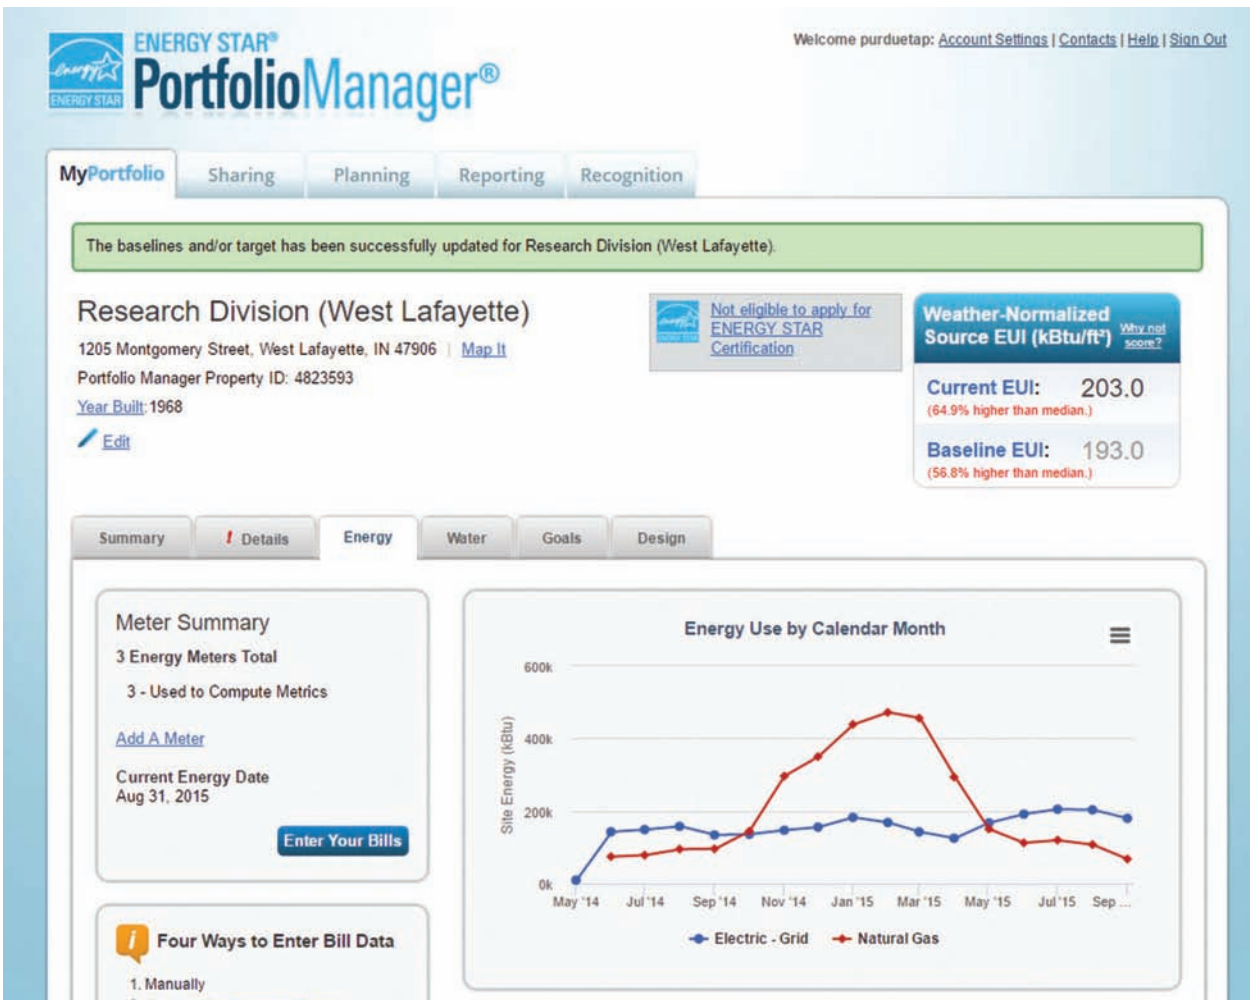 ENERGY STAR®
PortfolioManager®
energy
ENERGY STAR
Welcome purduetap: Account Settings | Contacts | Help | Sign Out
MyPortfolio Sharing Planning Reporting Recognition
The baselines and/or target has been successfully updated for Research Division (West Lafayette).
Research Division (West Lafayette)
1205 Montgomery Street, West Lafayette, IN 47906 | Map It
Portfolio Manager Property ID: 4823593
Year Built: 1968
Edit
energy
ENERGY STAR
Not eligible to apply for
ENERGY STAR
Certification
Weather-Normalized
Source EUI (kBtu/ft²) Why not
score?
Current EUI: 203.0
(64.9% higher than median.)
Baseline EUI: 193.0
(56.8% higher than median.)
Summary ! Details Energy Water Goals Design
Meter Summary
3 Energy Meters Total
3 - Used to Compute Metrics
Add A Meter
Current Energy Date
Aug 31, 2015
Enter Your Bills
i Four Ways to Enter Bill Data
1. Manually
Energy Use by Calendar Month
Site Energy (kBtu)
600k
400k
200k
0k
May '14 Jul '14 Sep '14 Nov '14 Jan '15 Mar '15 May '15 Jul '15 Sep ...
Electric - Grid Natural Gas